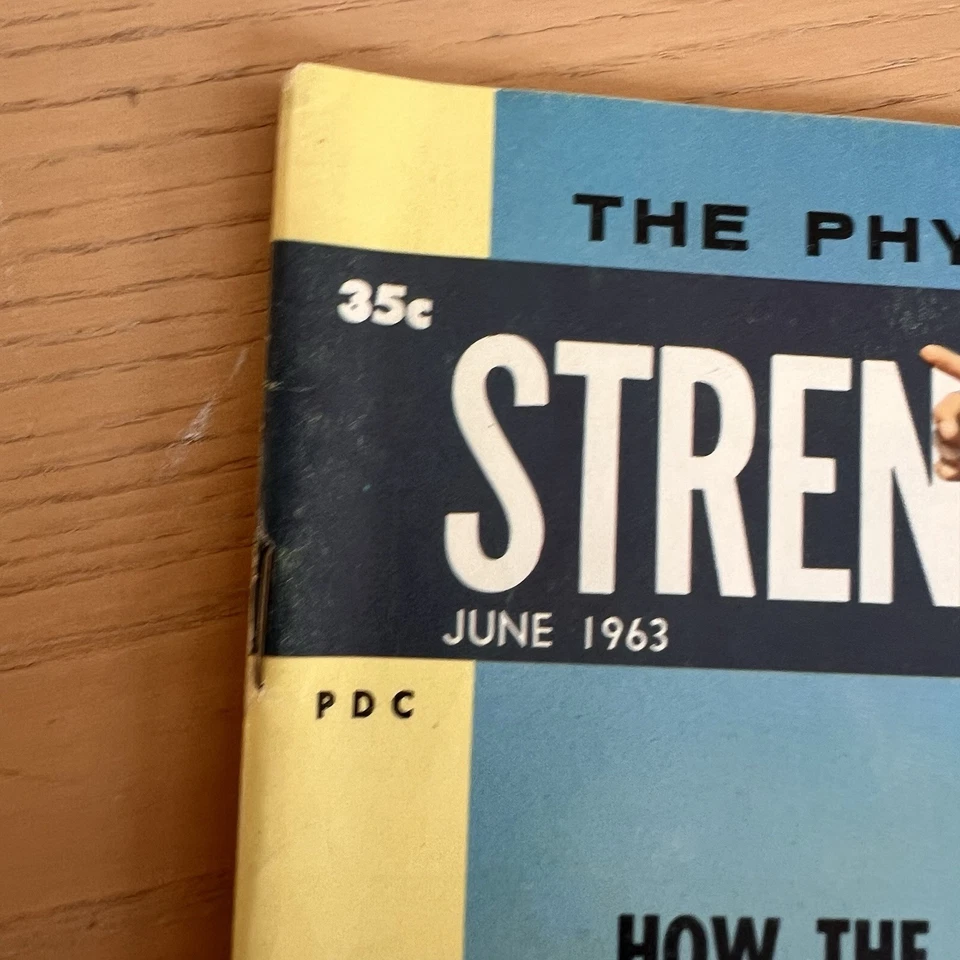 THE PHY
35c
STREN
JUNE 1963
PDC
HOW THE